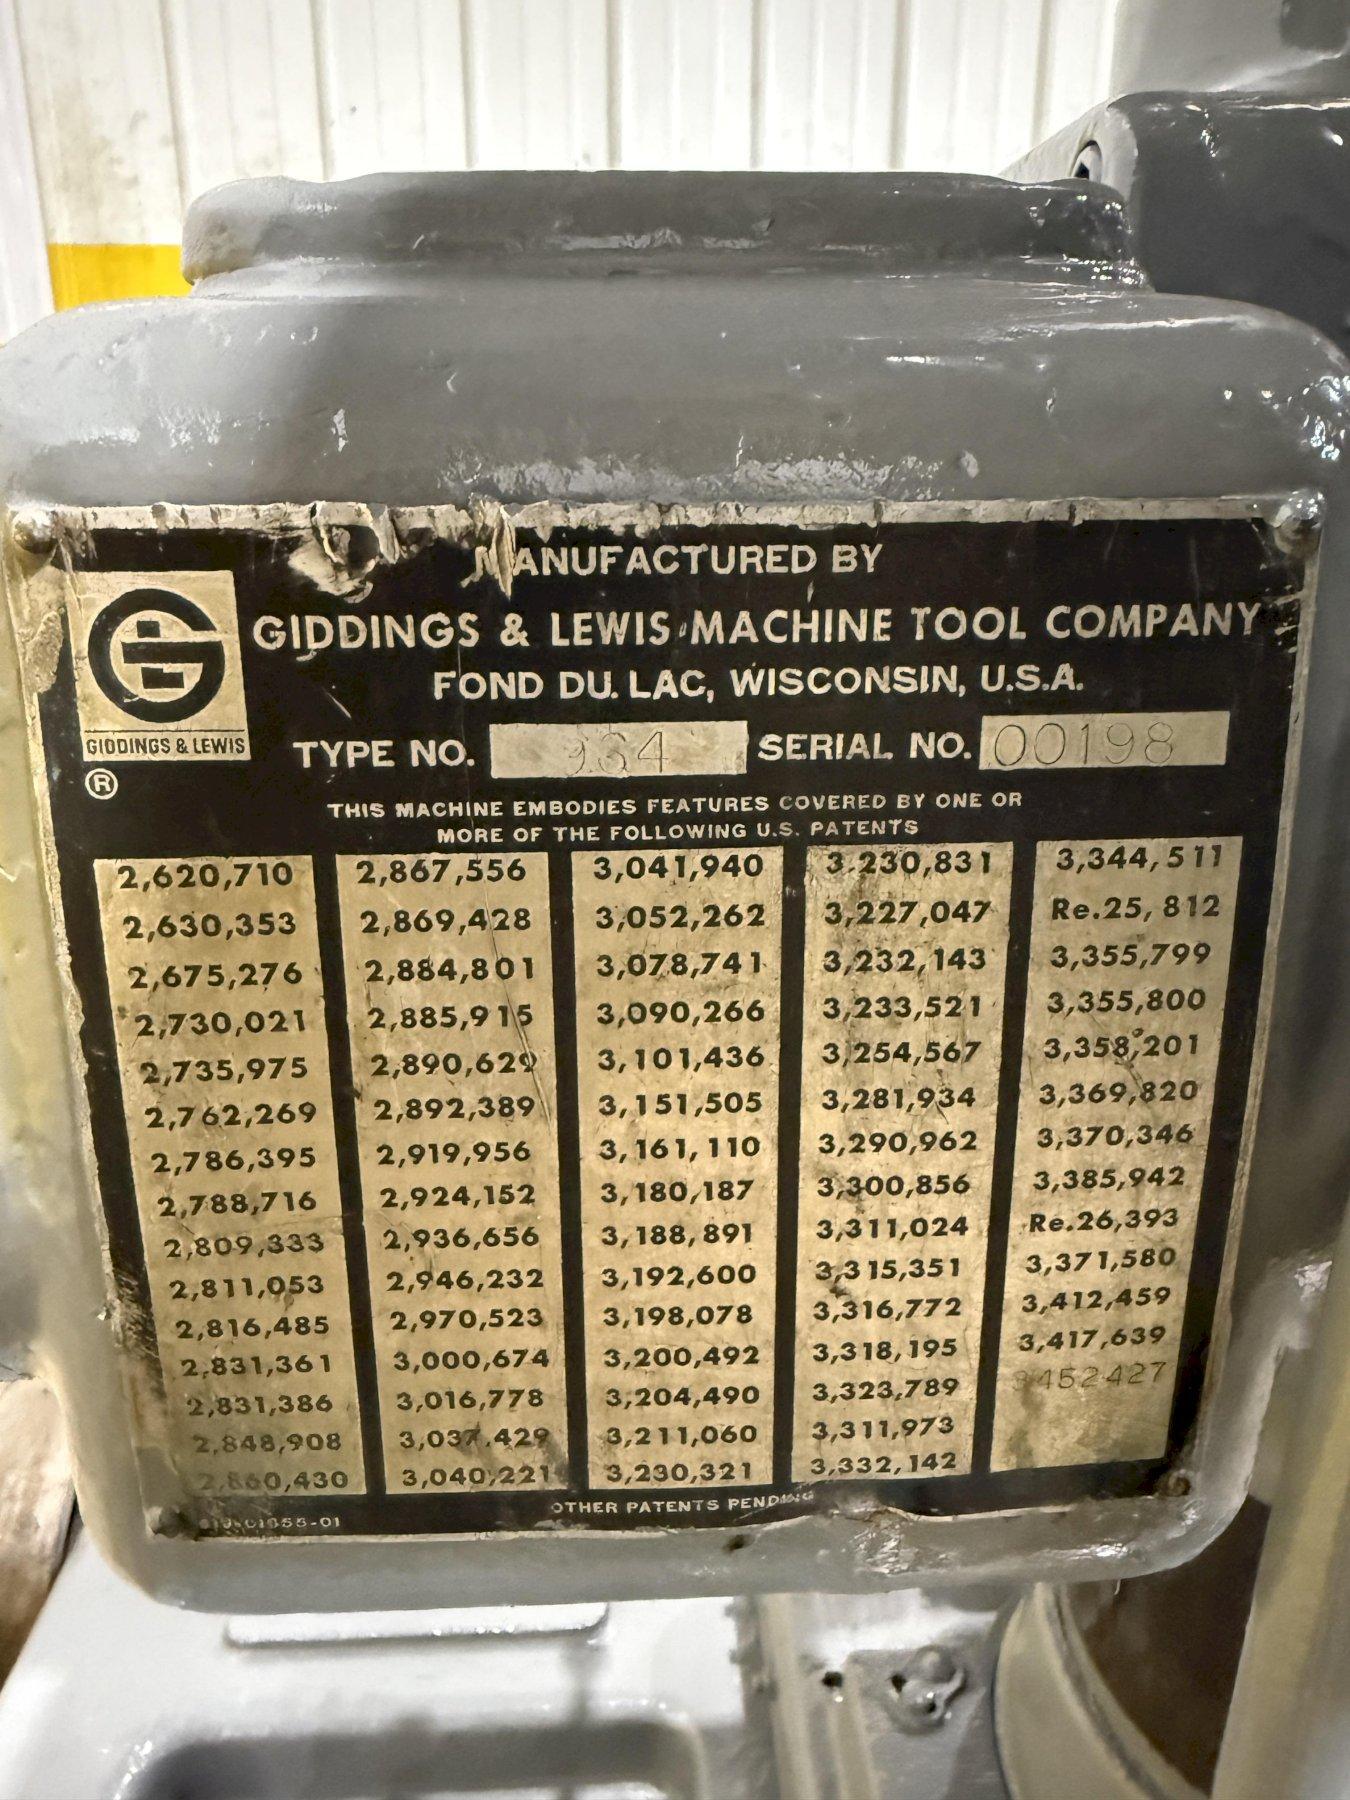 MANUFACTURED BY
GIDDINGS & LEWIS MACHINE TOOL COMPANY
FOND DU LAC, WISCONSIN, U.S.A.
GIDDINGS & LEWIS
®
TYPE NO. SERIAL NO. 00198
THIS MACHINE EMBODIES FEATURES COVERED BY ONE OR
MORE OF THE FOLLOWING U.S. PATENTS
2,620,710 2,867,556 3,041,940 3,230,831 3,344,511
2,630,353 2,869,428 3,052,262 3,227,047 Re.25,812
2,675,276 2,884,801 3,078,741 3,232,143 3,355,799
2,730,021 2,885,915 3,090,266 3,233,521 3,355,800
2,735,975 2,890,629 3,101,436 3,254,567 3,358,201
2,762,269 2,892,389 3,151,505 3,281,934 3,369,820
2,786,395 2,919,956 3,161,110 3,290,962 3,370,346
2,788,716 2,924,152 3,180,187 3,300,856 3,385,942
2,809,333 2,936,656 3,188,891 3,311,024 Re.26,393
2,811,053 2,946,232 3,192,600 3,315,351 3,371,580
2,816,485 2,970,523 3,198,078 3,316,772 3,412,459
2,831,361 3,000,674 3,200,492 3,318,195 3,417,639
2,831,386 3,016,778 3,204,490 3,323,789 3452427
2,848,908 3,037,429 3,211,060 3,311,973
2,860,430 3,040,221 3,230,321 3,332,142
OTHER PATENTS PENDING